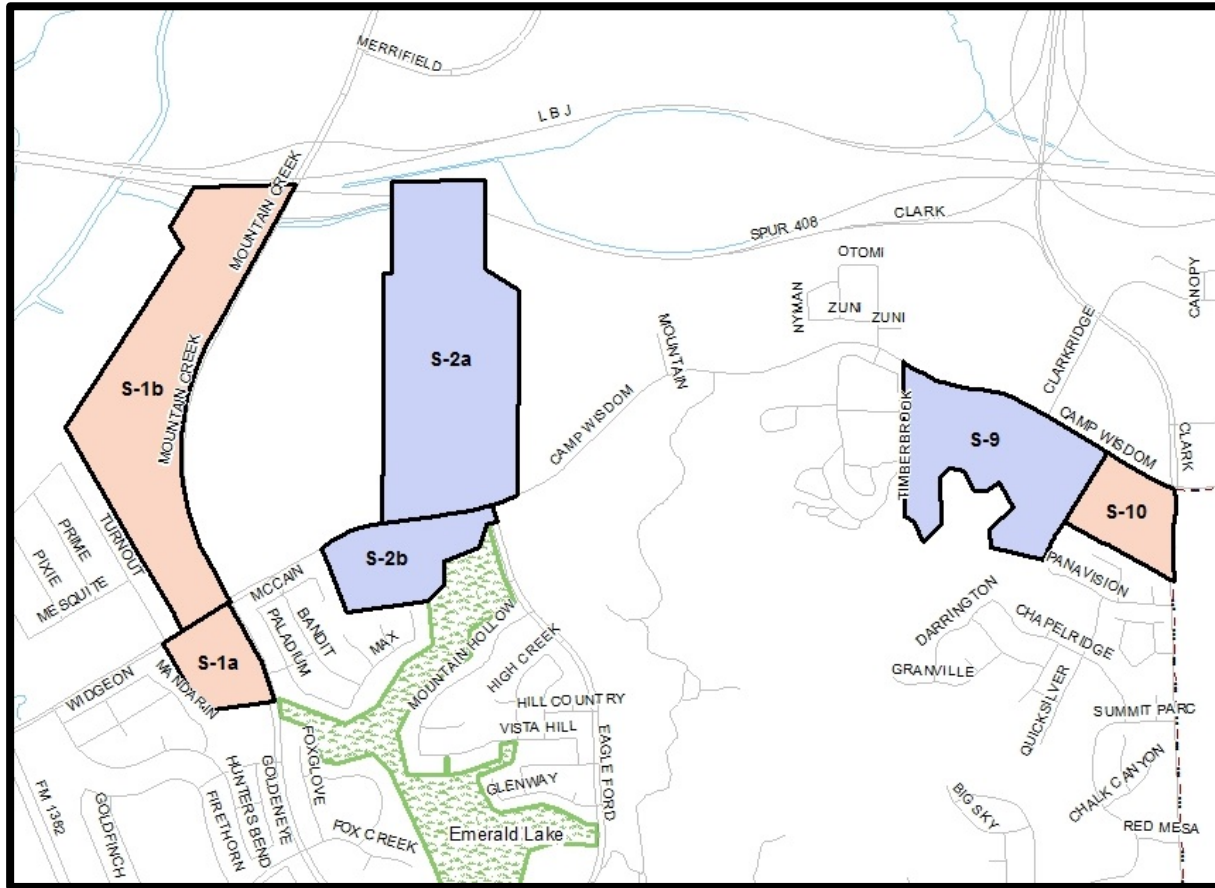 MERRIFIELD
L B J
MOUNTAIN CREEK
SPUR 408
CLARK
OTOMI
CANOPY
NYMAN
ZUNI
ZUNI
MOUNTAIN
CLARKRIDGE
S-1b
MOUNTAIN CREEK
S-2a
CAMP WISDOM
TIMBERBROOK
S-9
CAMP WISDOM
CLARK
S-10
TURNOUT
PRIME
PIXIE
MESQUITE
S-2b
MCCAIN
BANDIT
PALADIUM
MAX
PANAVISION
DARRINGTON
CHAPELRIDGE
GRANVILLE
QUICKSILVER
SUMMIT PARC
S-1a
WIDGEON
MANDARIN
MOUNTAIN HOLLOW
HIGH CREEK
HILL COUNTRY
VISTA HILL
EAGLE FORD
FOXGLOVE
GOLDENEYE
HUNTERS BEND
FIRETHORN
GOLDFINCH
FM 1382
FOX CREEK
GLENWAY
Emerald Lake
BIG SKY
CHALK CANYON
RED MESA